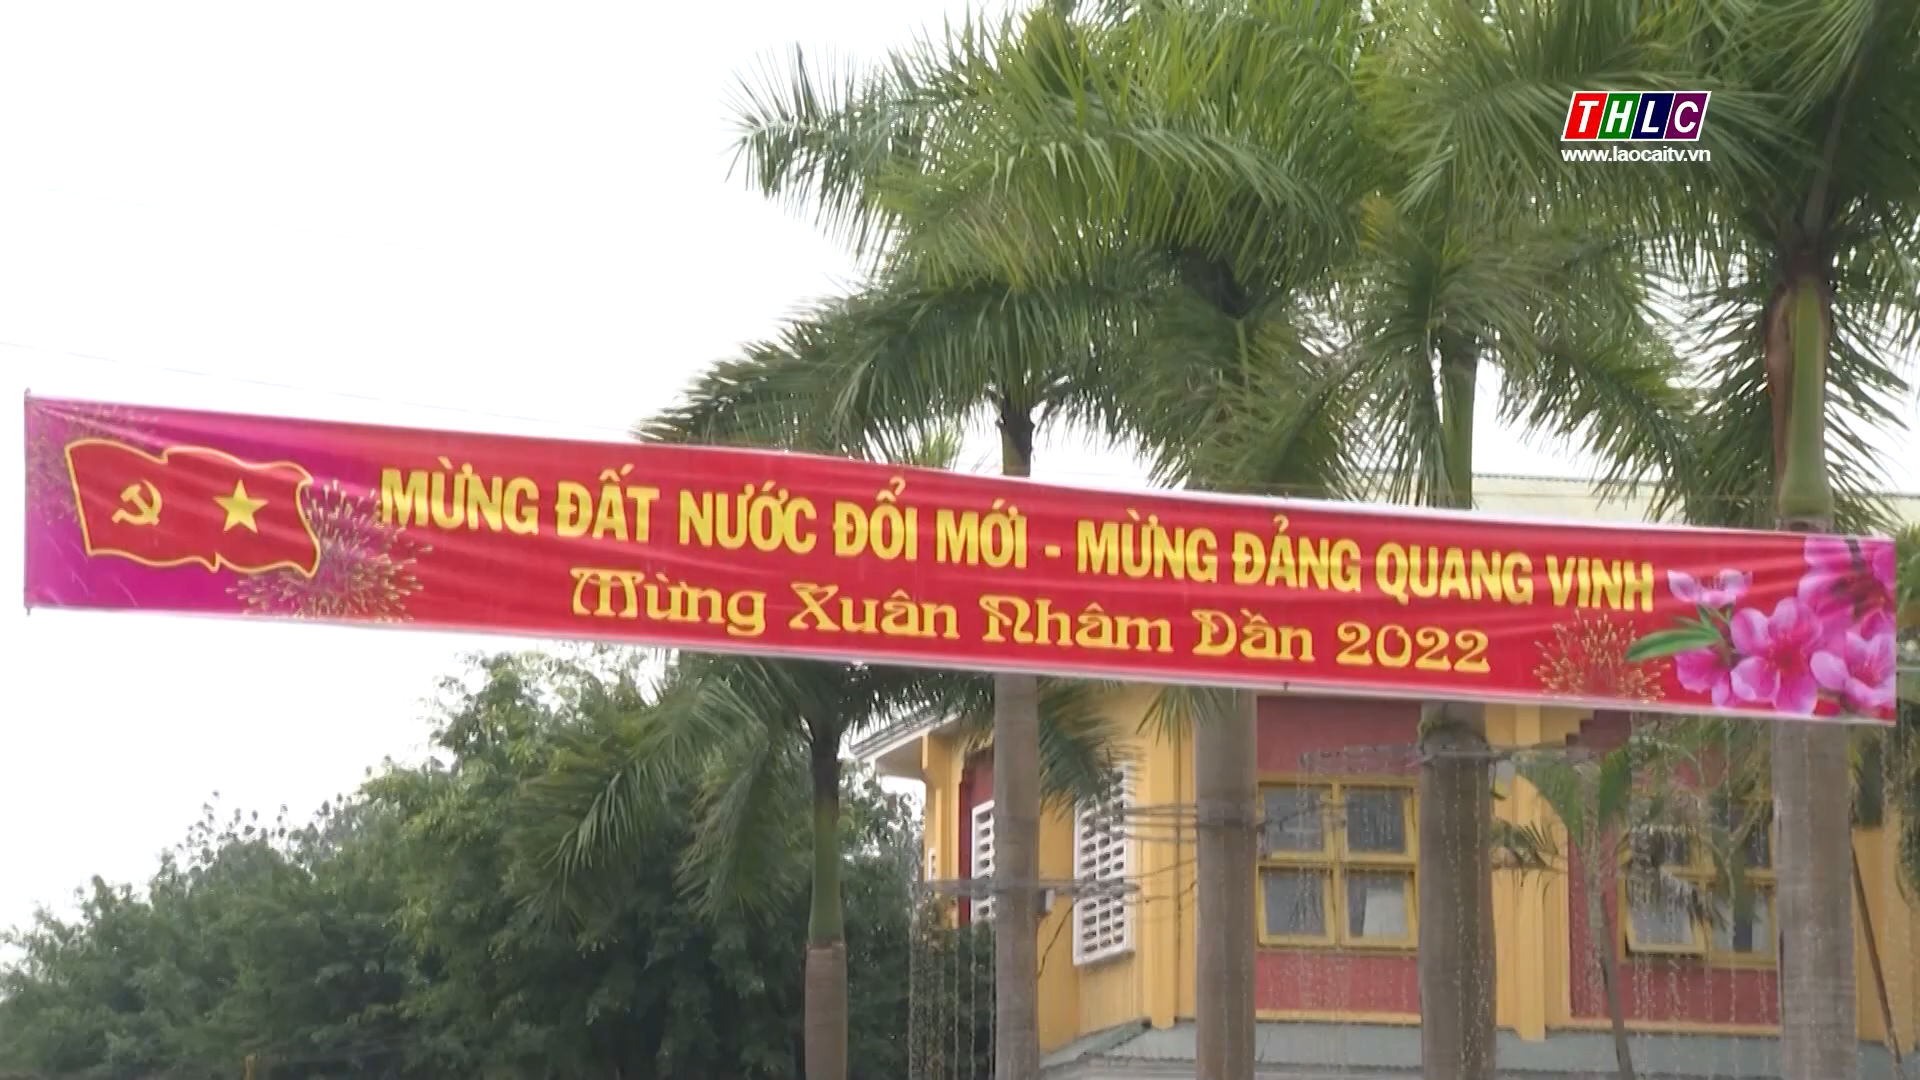 THLC
www.laocaitv.vn
MỪNG ĐẤT NƯỚC ĐỔI MỚI - MỪNG ĐẢNG QUANG VINH
Mừng Xuân Nhâm Dần 2022